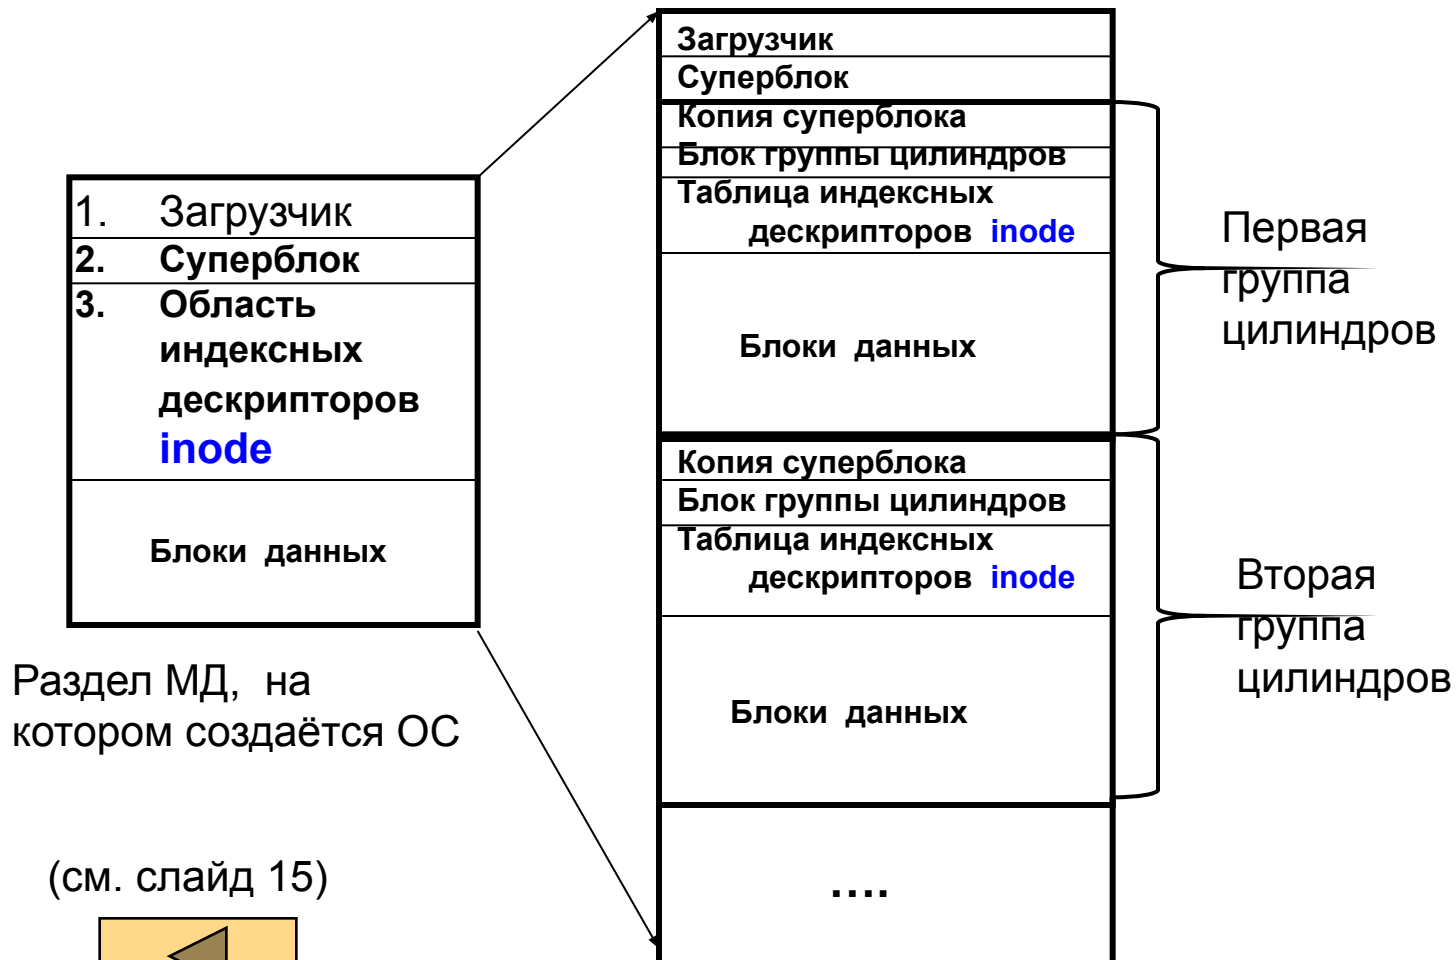 1. Загрузчик
2. Суперблок
3. Область
индексных
дескрипторов
inode
Блоки данных
Раздел МД, на
котором создаётся ОС
(см. слайд 15)
Загрузчик
Суперблок
Копия суперблока
Блок группы цилиндров
Таблица индексных
дескрипторов inode
Блоки данных
Первая
группа
цилиндров
Копия суперблока
Блок группы цилиндров
Таблица индексных
дескрипторов inode
Блоки данных
Вторая
группа
цилиндров
....